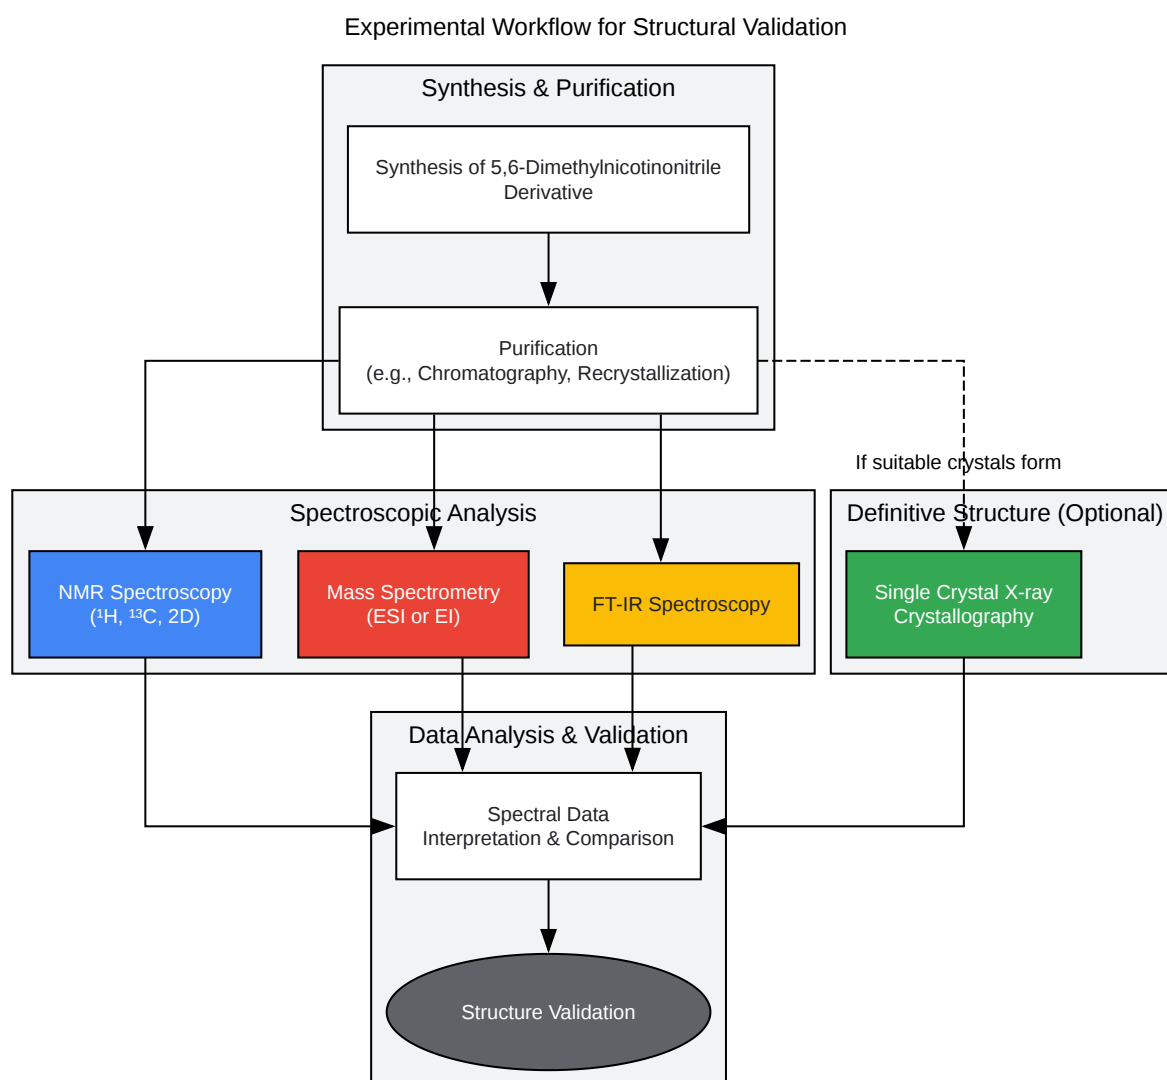 Experimental Workflow for Structural Validation
Synthesis & Purification
Synthesis of 5,6-Dimethylnicotinonitrile
Derivative
Purification
(e.g., Chromatography, Recrystallization)
If suitable crystals form
Spectroscopic Analysis
Definitive Structure (Optional)
NMR Spectroscopy
(¹H, ¹³C, 2D)
Mass Spectrometry
(ESI or EI)
FT-IR Spectroscopy
Single Crystal X-ray
Crystallography
Data Analysis & Validation
Spectral Data
Interpretation & Comparison
Structure Validation